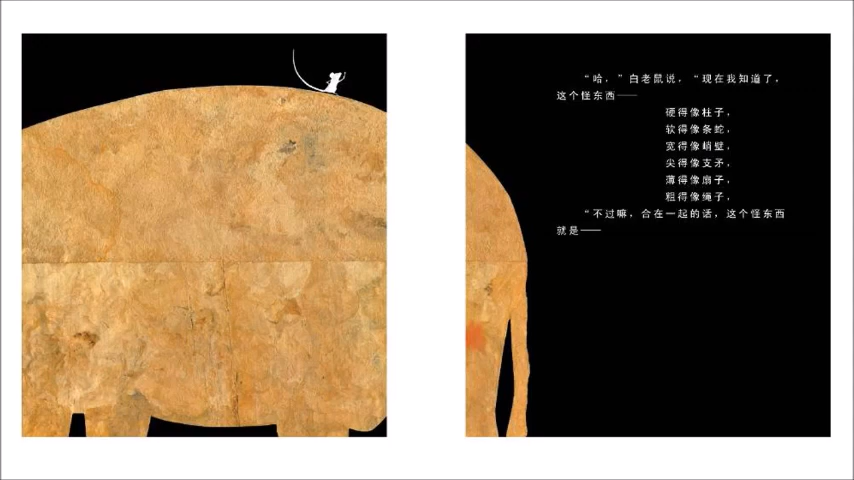 “哈，”白老鼠说，“现在我知道了，
这个怪东西——
硬得像柱子，
软得像条蛇，
宽得像峭壁，
尖得像支矛，
薄得像扇子，
粗得像绳子，
“不过嘛，合在一起的话，这个怪东西
就是——